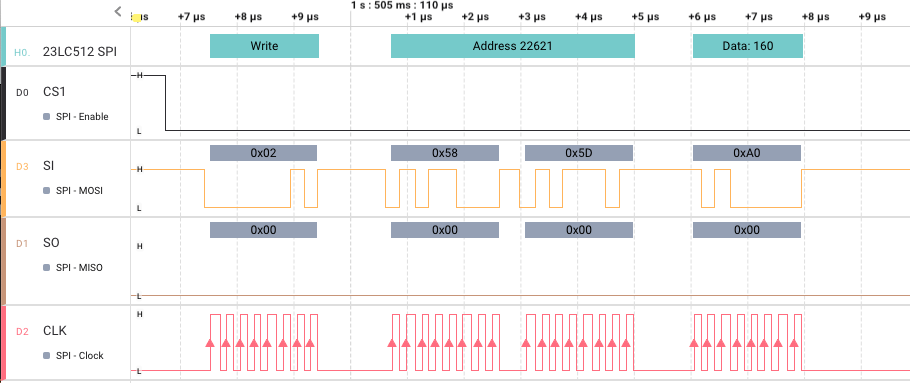 1 s : 505 ms : 110 µs
µs +7 µs +8 µs +9 µs +1 µs +2 µs +3 µs +4 µs +5 µs +6 µs +7 µs +8 µs +9 µs
H0. 23LC512 SPI Write Address 22621 Data: 160
D0 CS1 H
SPI - Enable
L
0x02 0x58 0x5D 0xA0
D3 SI H
SPI - MOSI
L
0x00 0x00 0x00 0x00
D1 SO H
SPI - MISO
L
H
D2 CLK
SPI - Clock
L